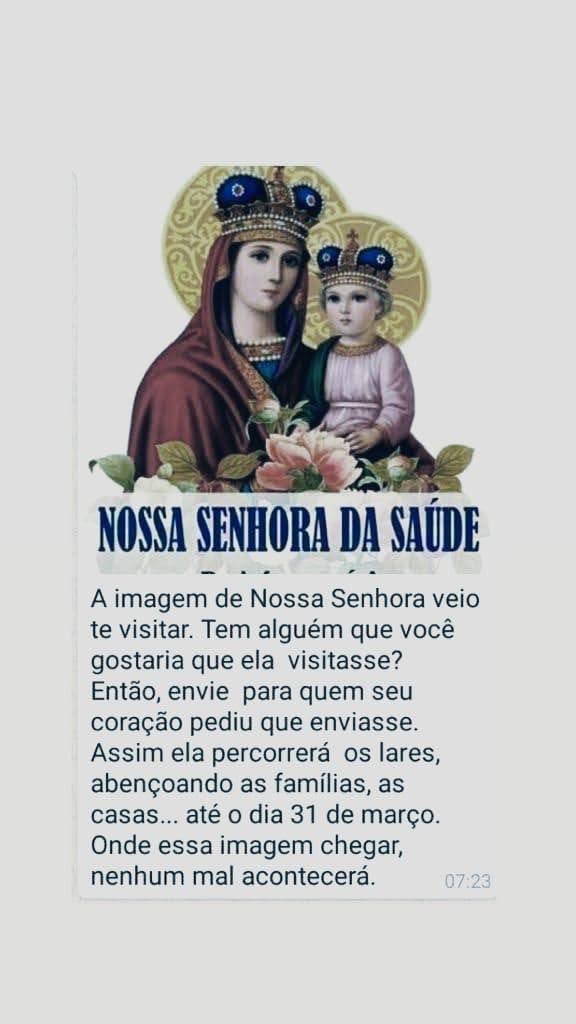 NOSSA SENHORA DA SAÚDE
A imagem de Nossa Senhora veio
te visitar. Tem alguém que você
gostaria que ela  visitasse?
Então, envie  para quem seu
coração pediu que enviasse.
Assim ela percorrerá  os lares,
abençoando as famílias, as
casas... até o dia 31 de março.
Onde essa imagem chegar,
nenhum mal acontecerá.
07:23